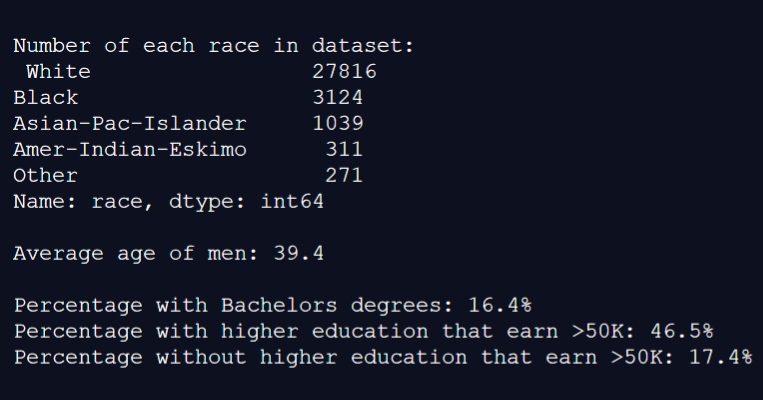 Number of each race in dataset:
 White                 27816
Black                  3124
Asian-Pac-Islander     1039
Amer-Indian-Eskimo      311
Other                   271
Name: race, dtype: int64
Average age of men: 39.4
Percentage with Bachelors degrees: 16.4%
Percentage with higher education that earn >50K: 46.5%
Percentage without higher education that earn >50K: 17.4%